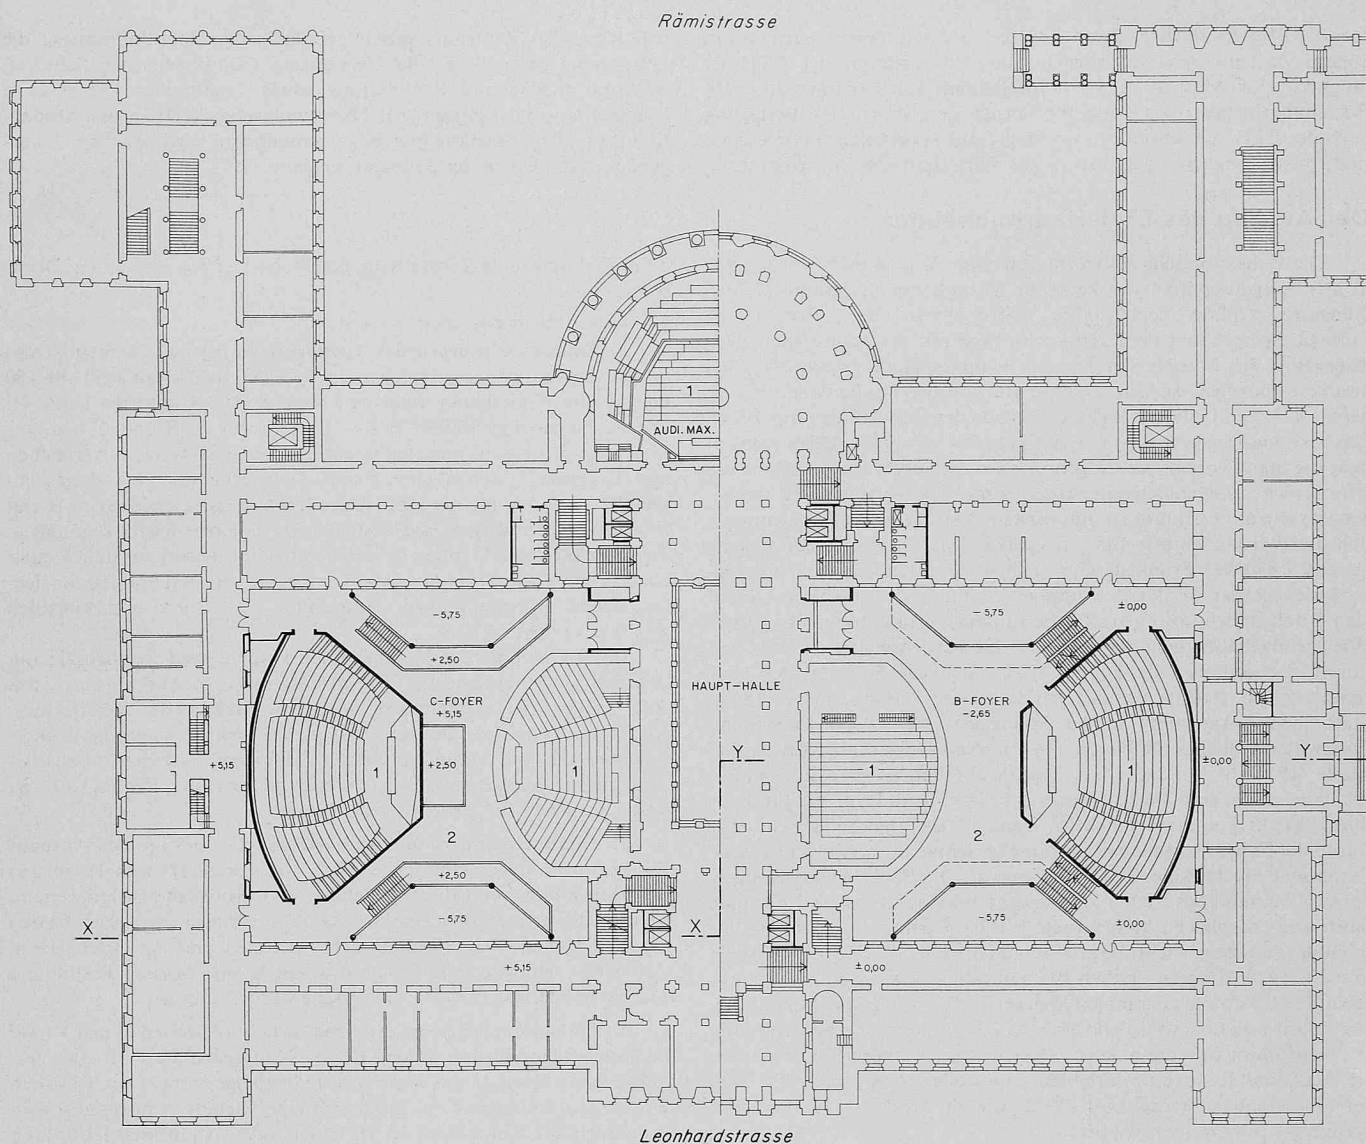 Rämistrasse
1
AUDI. MAX.
-5,75
-5,75
±0,00
+2,50
HAUPT-HALLE
C-FOYER
+5,15
B-FOYER
-2,65
Y
Y
+5,15
1
+2,50
1
1
1
±0,00
2
2
+2,50
-5,75
-5,75
±0,00
X
X
+5,15
±0,00
Leonhardstrasse